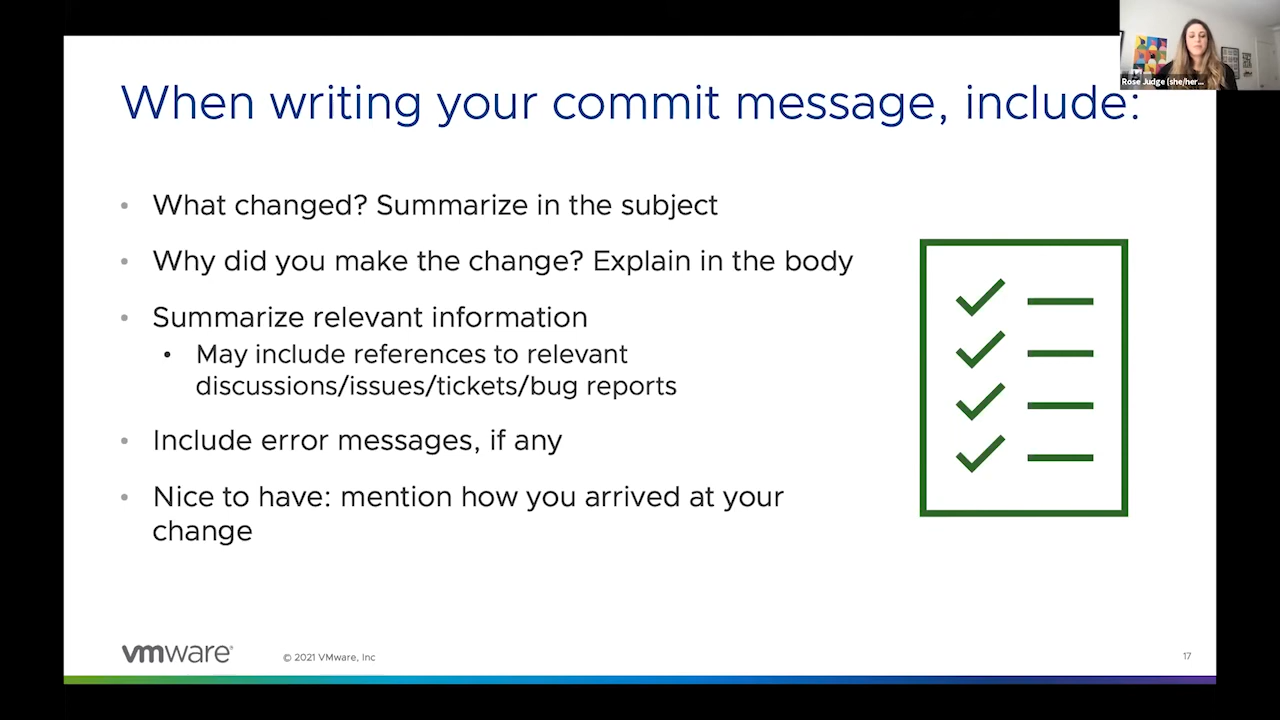 When writing your commit message, include:
Rose Judge (she/her...
• What changed? Summarize in the subject
• Why did you make the change? Explain in the body
• Summarize relevant information
• May include references to relevant
discussions/issues/tickets/bug reports
• Include error messages, if any
• Nice to have: mention how you arrived at your
change
vmware®
© 2021 VMware, Inc
17